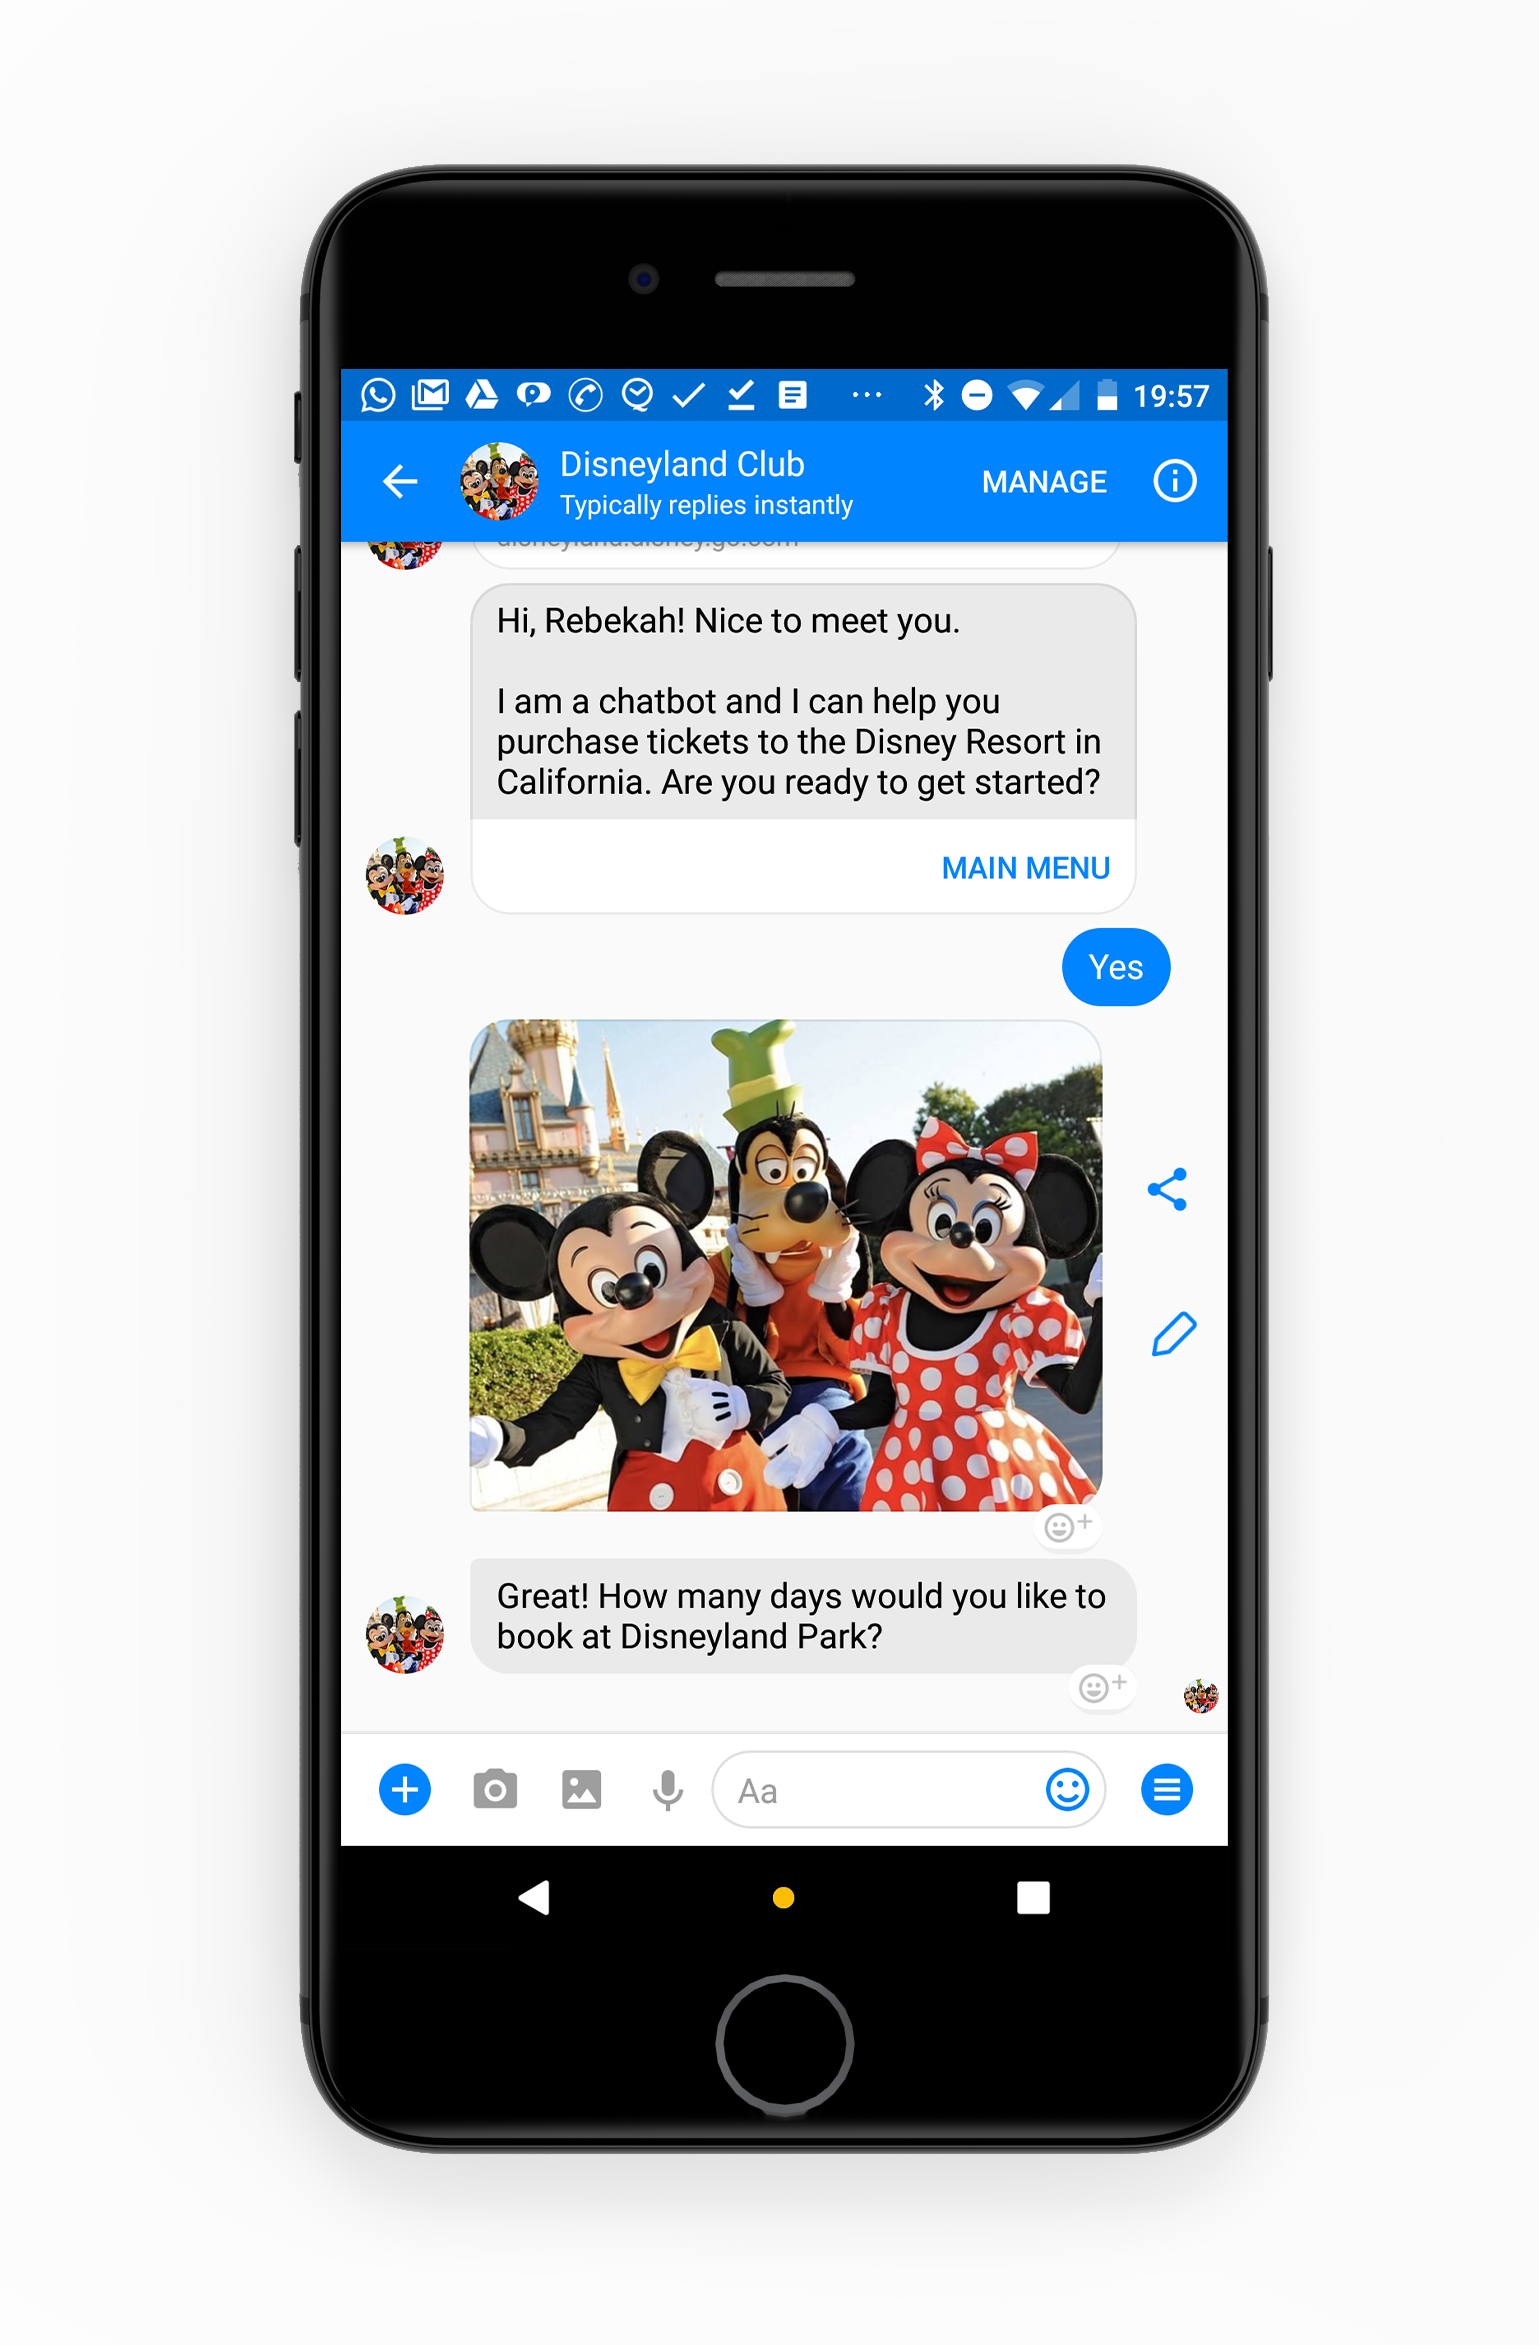 19:57
Disneyland Club
Typically replies instantly
MANAGE
disneyland.disney.go.com
Hi, Rebekah! Nice to meet you.
I am a chatbot and I can help you
purchase tickets to the Disney Resort in
California. Are you ready to get started?
MAIN MENU
Yes
Great! How many days would you like to
book at Disneyland Park?
Aa